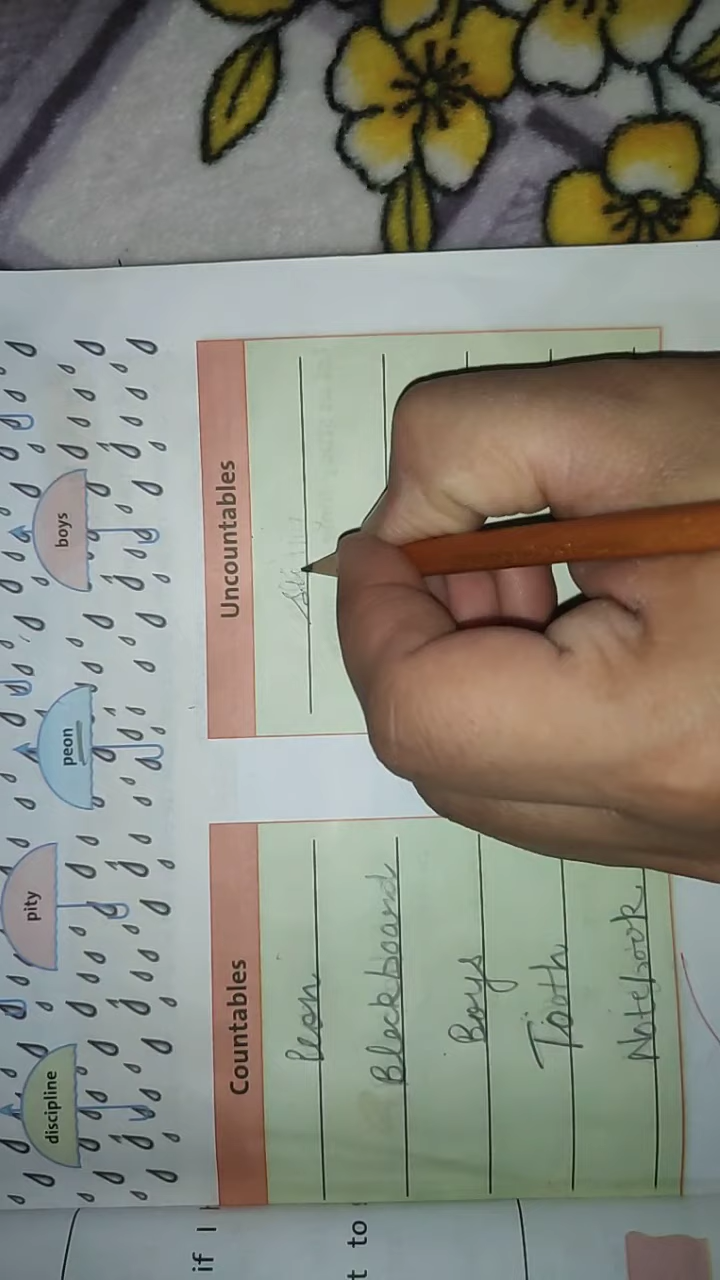 discipline pity peon boys
Countables Uncountables
Peon
Blackboard
Boys
Tooth
Notebook
if I
t to